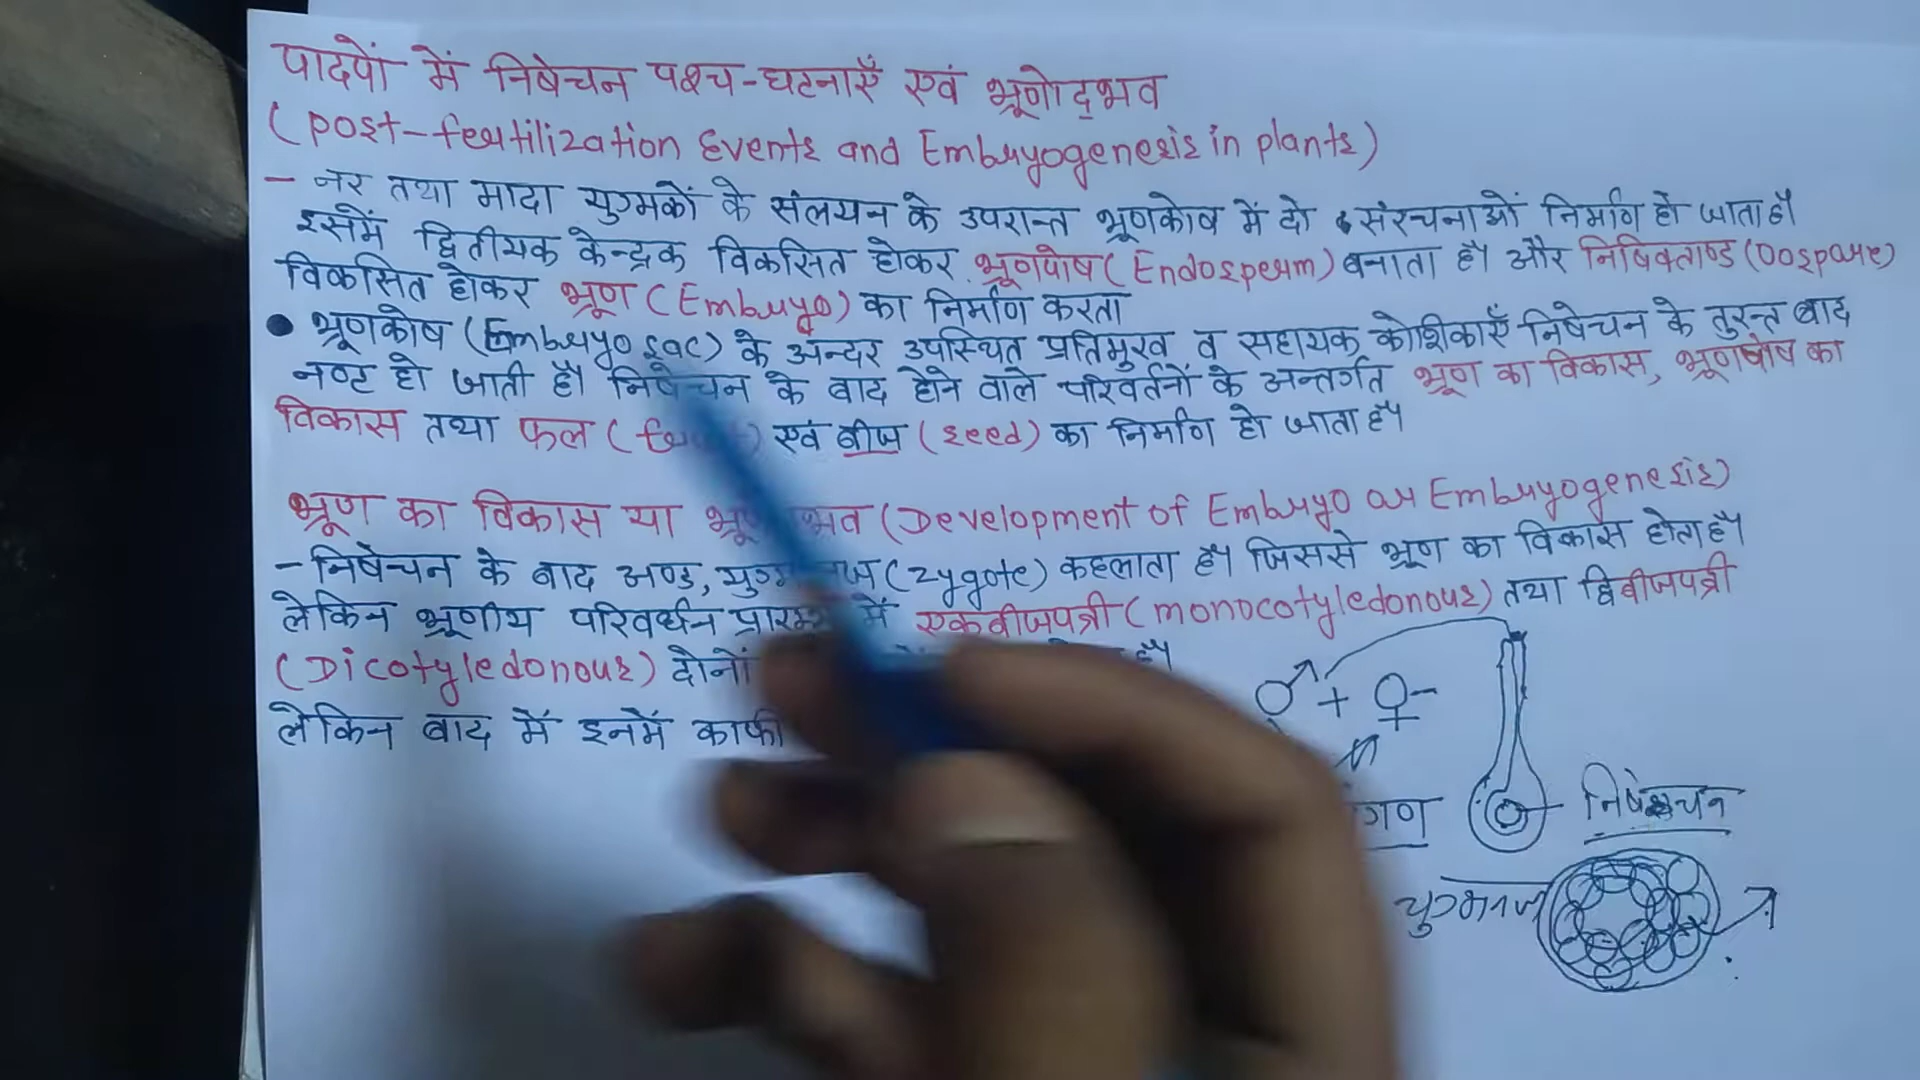 पादपों में निषेचन पश्च-घटनाएँ एवं भ्रूणोद्भव
(post-fertilization Events and Embryogenesis in plants)
- नर तथा मादा युग्मकों के संलयन के उपरान्त भ्रूणकोष में दो संरचनाओं निर्माण हो जाता है।
इसमें द्वितीयक केन्द्रक विकसित होकर भ्रूणपोष (Endosperm) बनाता है। और निषिक्ताण्ड (Oospore)
विकसित होकर भ्रूण (Embryo) का निर्माण करता
● भ्रूणकोष (Embryo sac) के अन्दर उपस्थित प्रतिमुख व सहायक कोशिकाएँ निषेचन के तुरन्त बाद
नष्ट हो जाती है। निषेचन के बाद होने वाले परिवर्तनों के अन्तर्गत भ्रूण का विकास, भ्रूणपोष का
विकास तथा फल ( ) एवं बीज (seed) का निर्माण हो जाता है।
भ्रूण का विकास या (Development of Embryo or Embryogenesis)
- निषेचन के बाद अण्ड, (zygote) कहलाता है। जिससे भ्रूण का विकास होता है।
लेकिन भ्रूणीय परिवर्धन में एकबीजपत्री (monocotyledonous) तथा द्विबीजपत्री
(Dicotyledonous) दोनों है।
लेकिन बाद में इनमें काफी
♂ + ♀
निषेचन
युग्मनज